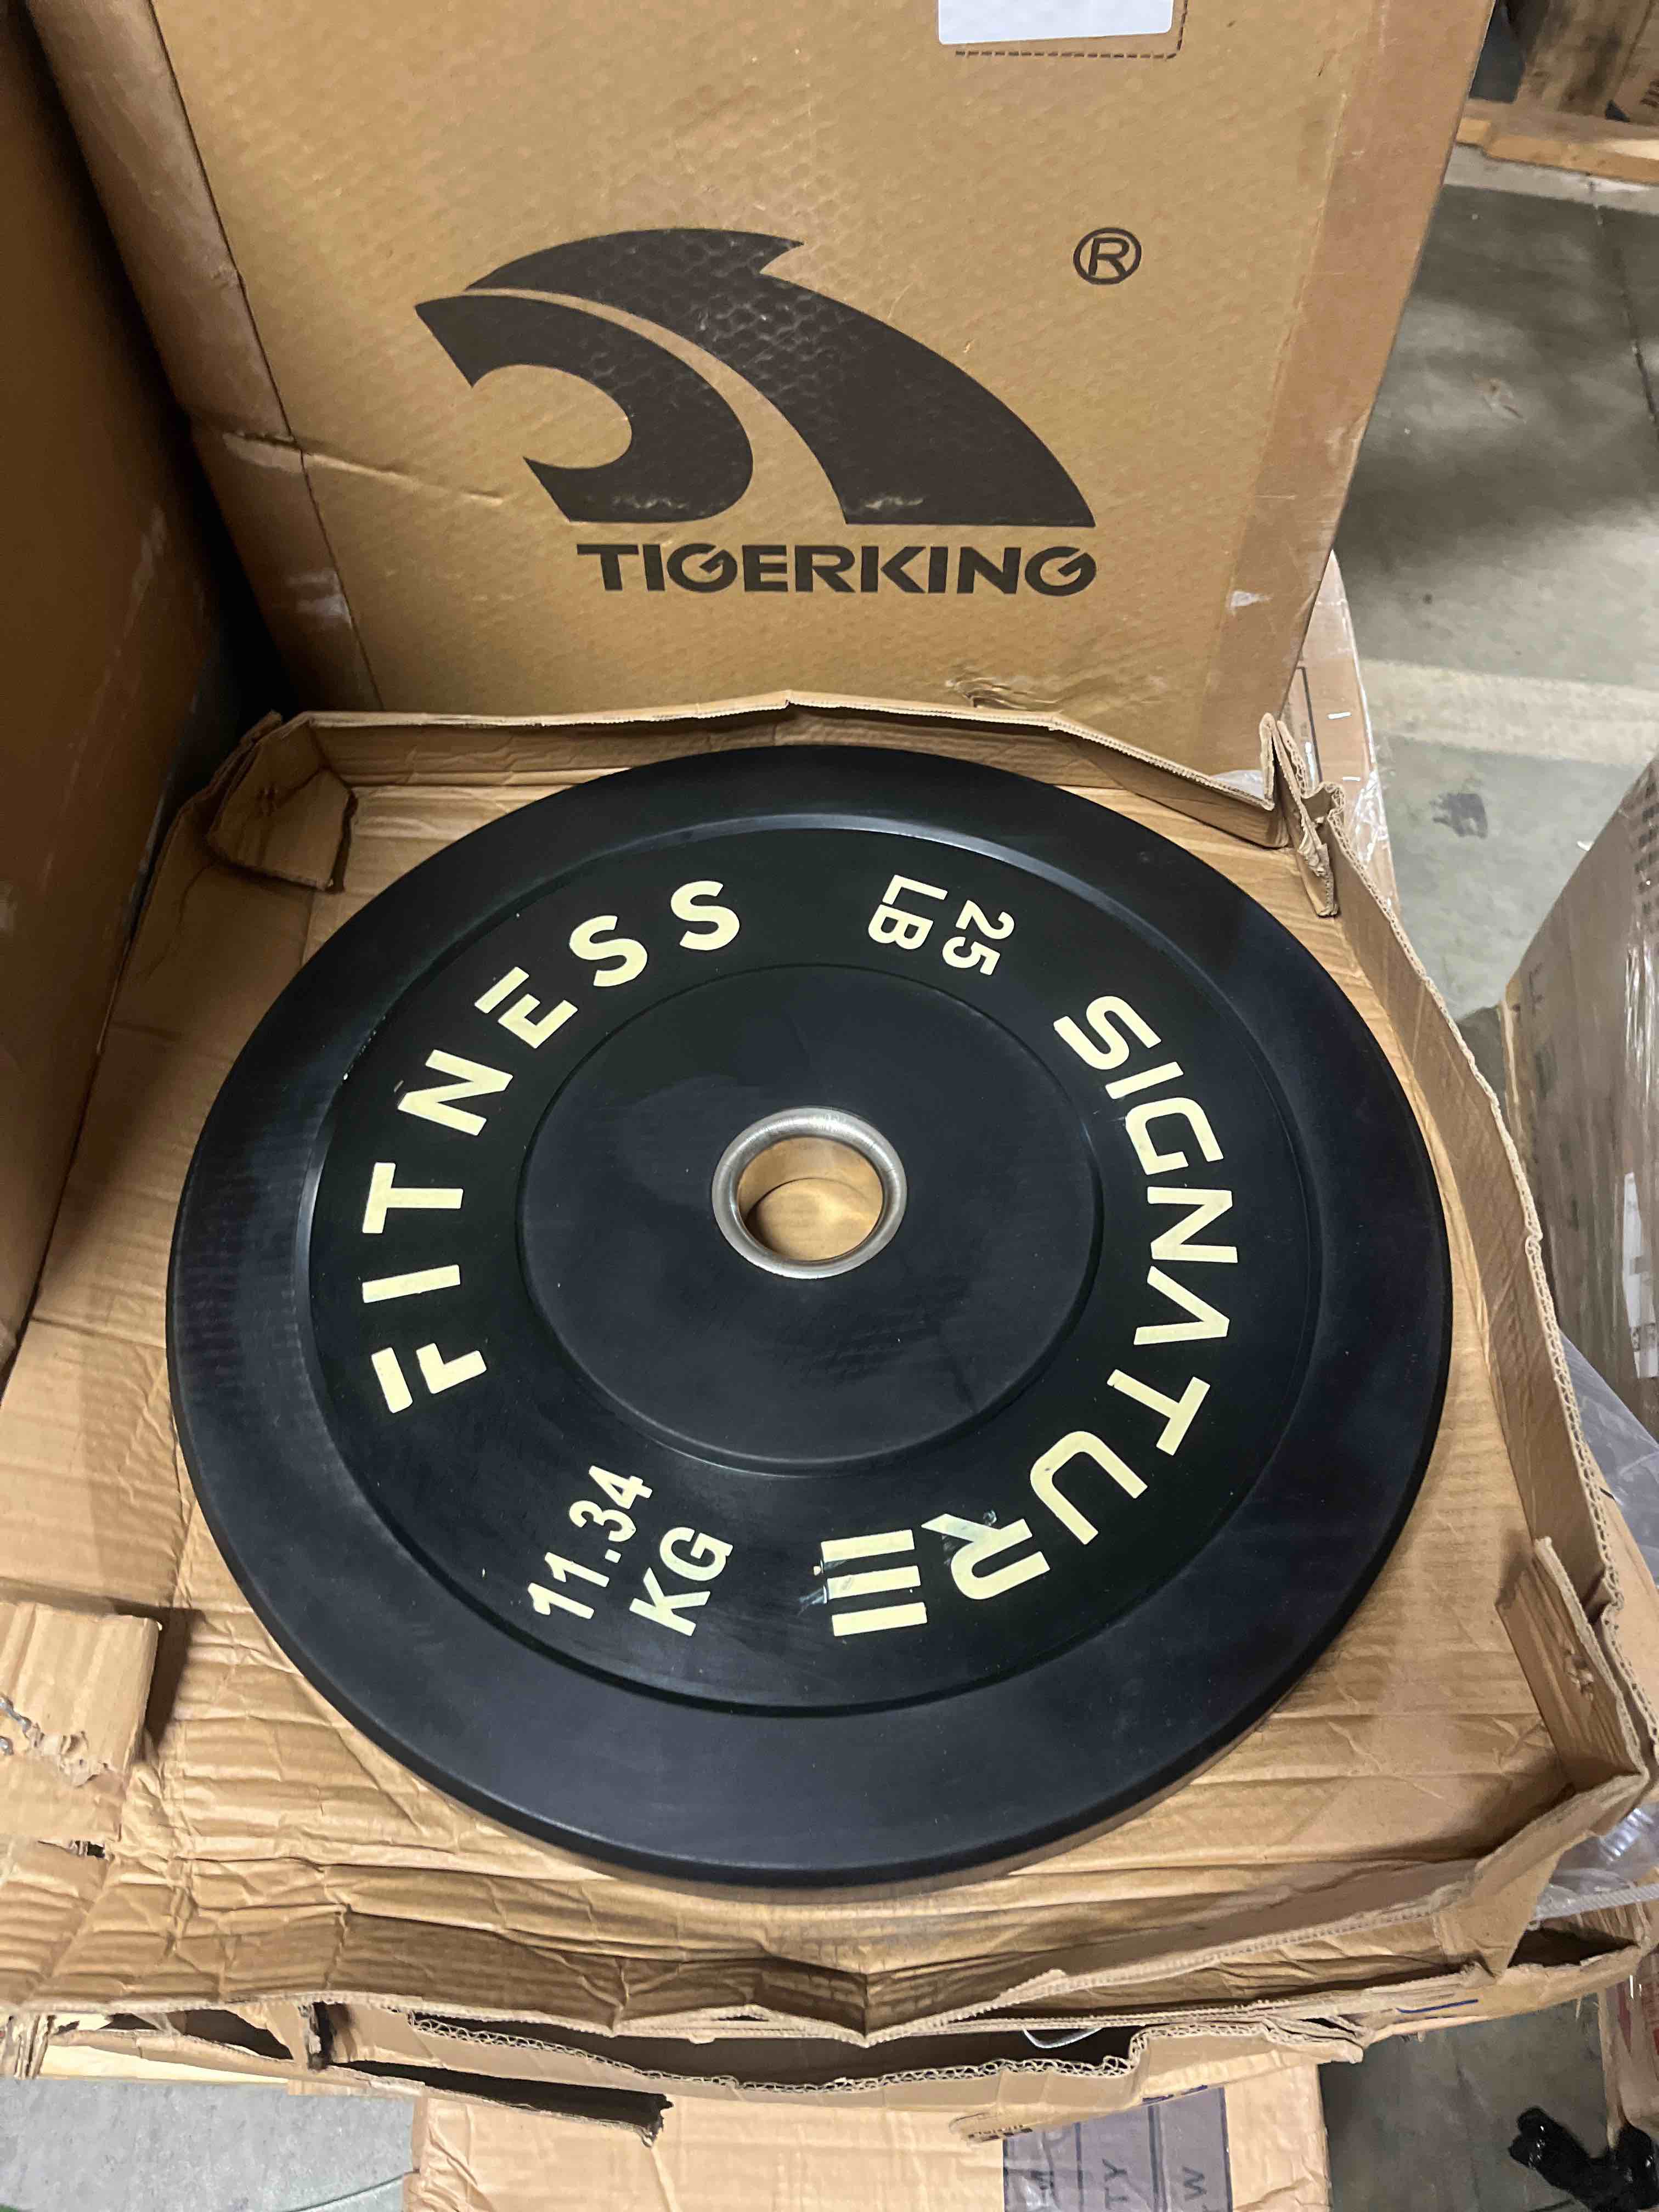 ®
TIGERKING
25
LB
SIGNATURE
FITNESS
11.34
KG